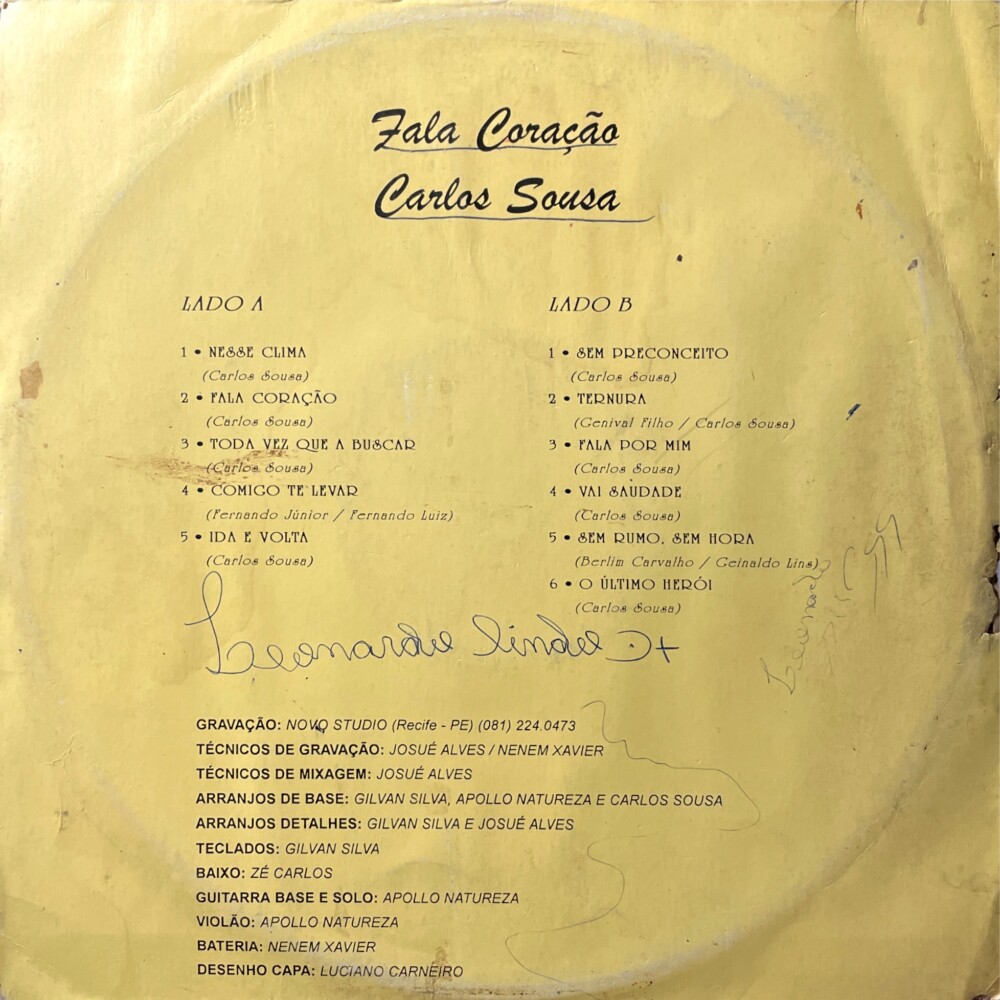 Fala Coração
Carlos Sousa
LADO A
1 • NESSE CLIMA
(Carlos Sousa)
2 • FALA CORAÇÃO
(Carlos Sousa)
3 • TODA VEZ QUE A BUSCAR
(Carlos Sousa)
4 • COMIGO TE LEVAR
(Fernando Júnior / Fernando Luiz)
5 • IDA E VOLTA
(Carlos Sousa)
LADO B
1 • SEM PRECONCEITO
(Carlos Sousa)
2 • TERNURA
(Genival Filho / Carlos Sousa)
3 • FALA POR MIM
(Carlos Sousa)
4 • VAI SAUDADE
(Carlos Sousa)
5 • SEM RUMO, SEM HORA
(Berlim Carvalho / Geinaldo Lins)
6 • O ÚLTIMO HERÓI
(Carlos Sousa)
Leonardo lindo
Leonardo
GRAVAÇÃO: NOVO STUDIO (Recife - PE) (081) 224.0473
TÉCNICOS DE GRAVAÇÃO: JOSUÉ ALVES / NENEM XAVIER
TÉCNICOS DE MIXAGEM: JOSUÉ ALVES
ARRANJOS DE BASE: GILVAN SILVA, APOLLO NATUREZA E CARLOS SOUSA
ARRANJOS DETALHES: GILVAN SILVA E JOSUÉ ALVES
TECLADOS: GILVAN SILVA
BAIXO: ZÉ CARLOS
GUITARRA BASE E SOLO: APOLLO NATUREZA
VIOLÃO: APOLLO NATUREZA
BATERIA: NENEM XAVIER
DESENHO CAPA: LUCIANO CARNEIRO